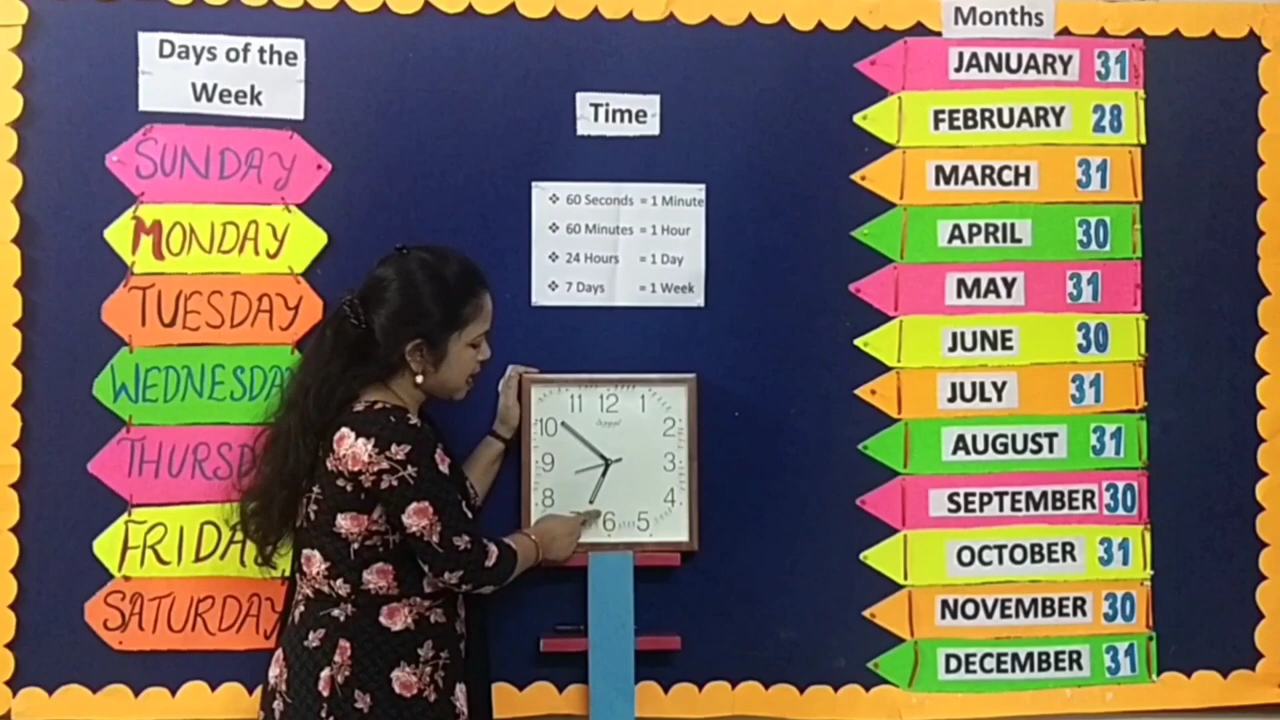 Days of the
Week
SUNDAY
MONDAY
TUESDAY
WEDNESDA
THURSD
FRIDA
SATURDAY
Time
❖ 60 Seconds = 1 Minute
❖ 60 Minutes = 1 Hour
❖ 24 Hours = 1 Day
❖ 7 Days = 1 Week
11 12 1
10 2
9 3
8 4
6 5
Months
JANUARY 31
FEBRUARY 28
MARCH 31
APRIL 30
MAY 31
JUNE 30
JULY 31
AUGUST 31
SEPTEMBER 30
OCTOBER 31
NOVEMBER 30
DECEMBER 31